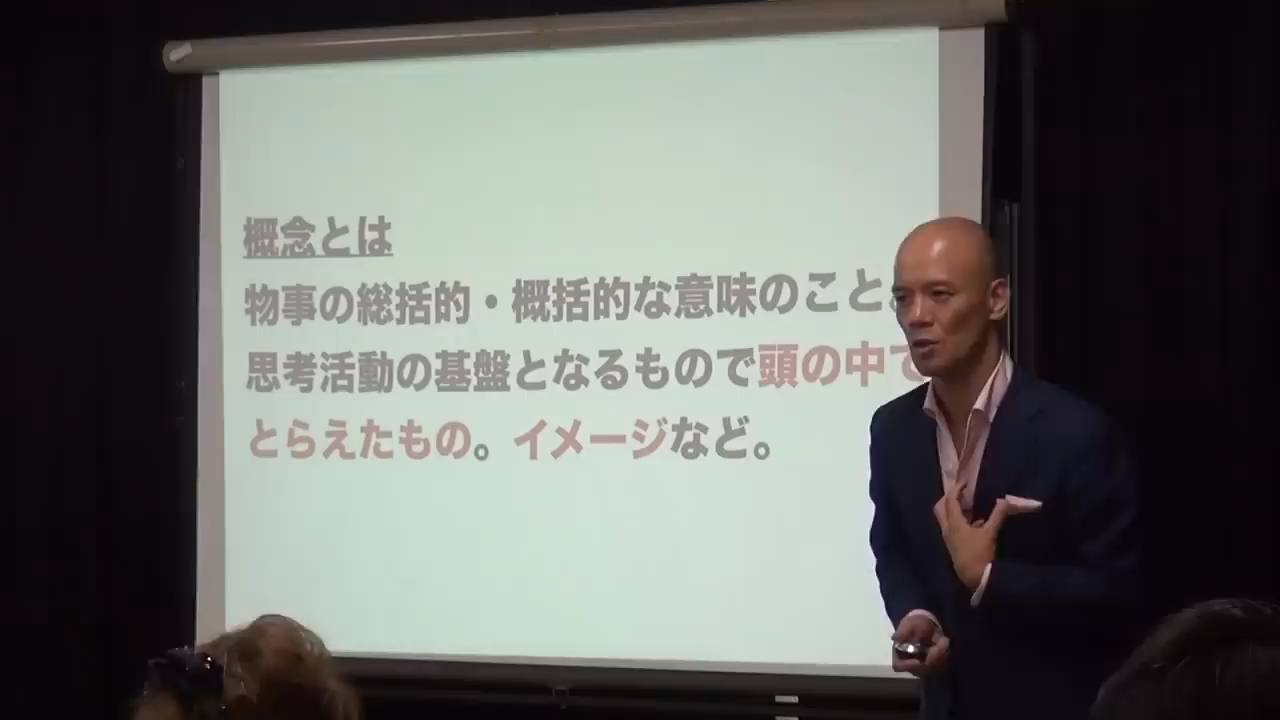 概念とは
物事の総括的・概括的な意味のこと
思考活動の基盤となるもので頭の中で
とらえたもの。イメージなど。